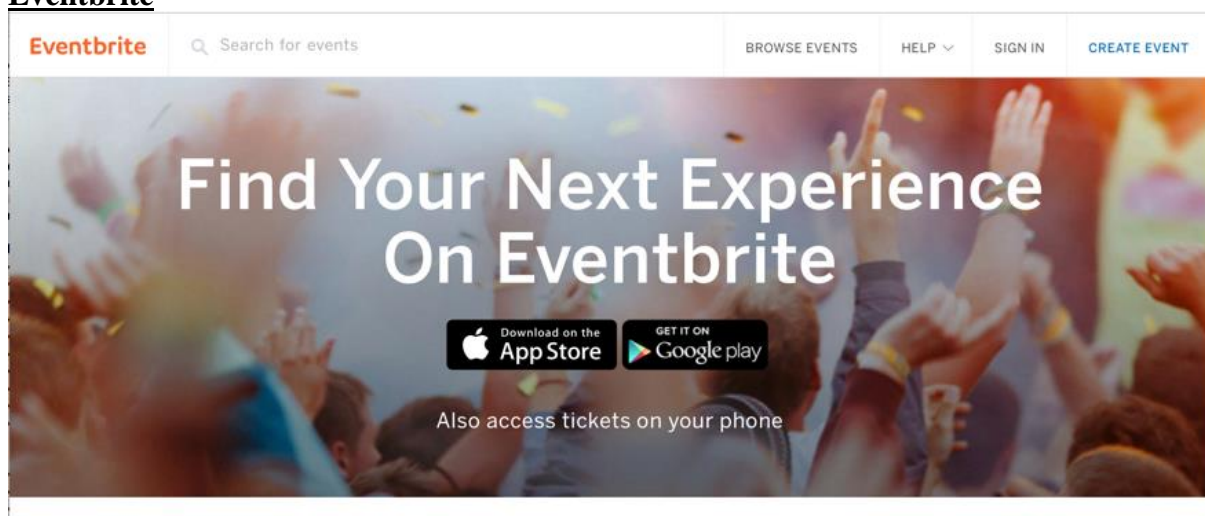 Eventbrite
Eventbrite Search for events BROWSE EVENTS HELP SIGN IN CREATE EVENT
Find Your Next Experience
On Eventbrite
Download on the
App Store
GET IT ON
Google play
Also access tickets on your phone